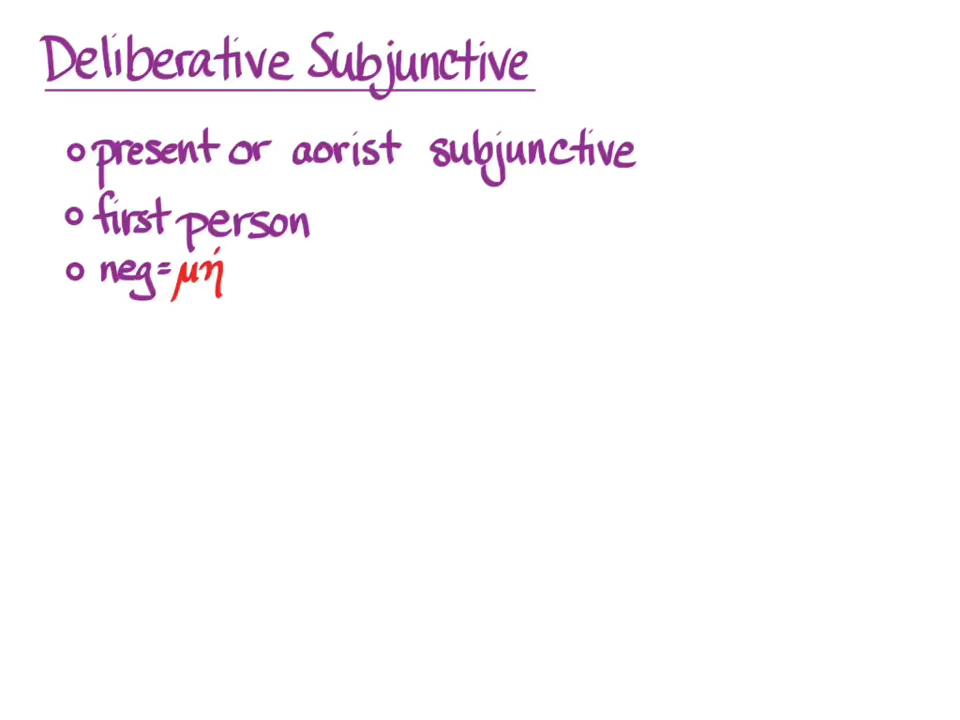 Deliberative Subjunctive
o present or aorist subjunctive
o first person
o neg = μή